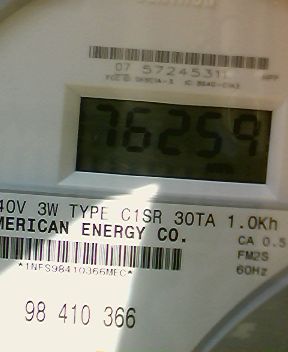 07 57245311
76259
40V 3W TYPE C1SR 30TA 1.0Kh
MERICAN ENERGY CO.
CA 0.5
*1NFS98410366MEC*
FM2S
60Hz
98 410 366